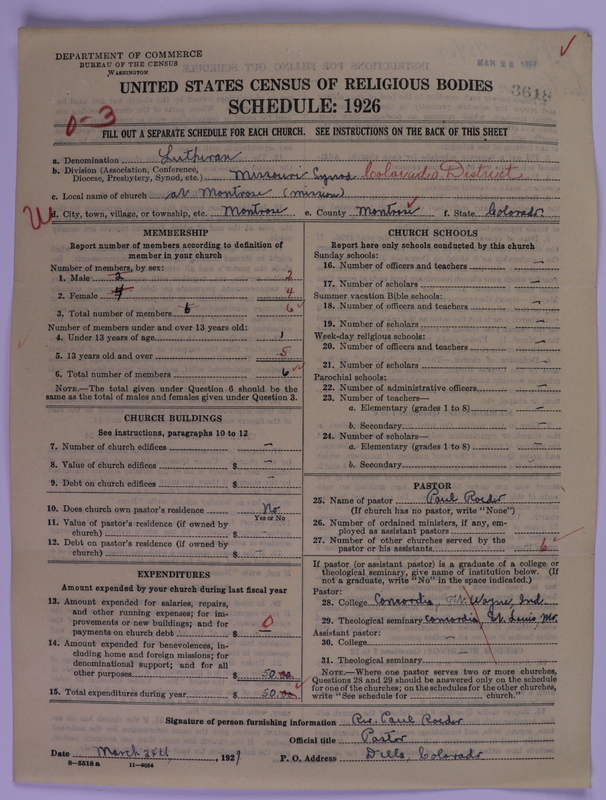 DEPARTMENT OF COMMERCE
BUREAU OF THE CENSUS
WASHINGTON
3618
UNITED STATES CENSUS OF RELIGIOUS BODIES
SCHEDULE: 1926
0-3
FILL OUT A SEPARATE SCHEDULE FOR EACH CHURCH. SEE INSTRUCTIONS ON THE BACK OF THIS SHEET
a. Denomination Lutheran
b. Division (Association, Conference, Diocese, Presbytery, Synod, etc.) Missouri Synod Colorado District
c. Local name of church at Montrose (mission)
d. City, town, village, or township, etc. Montrose e. County Montrose f. State Colorado
MEMBERSHIP
Report number of members according to definition of
member in your church
Number of members, by sex:
1. Male 2 2
2. Female 4 4
3. Total number of members 6 6
Number of members under and over 13 years old:
4. Under 13 years of age 1
5. 13 years old and over 5
6. Total number of members 6
NOTE.—The total given under Question 6 should be the
same as the total of males and females given under Question 3.
CHURCH BUILDINGS
See instructions, paragraphs 10 to 12
7. Number of church edifices —
8. Value of church edifices $ —
9. Debt on church edifices $ —
10. Does church own pastor's residence? No
Yes or No
11. Value of pastor's residence (if owned by
church) $ —
12. Debt on pastor's residence (if owned by
church) $ —
EXPENDITURES
Amount expended by your church during last fiscal year
13. Amount expended for salaries, repairs,
and other running expenses; for im-
provements or new buildings; and for
payments on church debt $ 0
14. Amount expended for benevolences, in-
cluding home and foreign missions; for
denominational support; and for all
other purposes $ 50.00
15. Total expenditures during year $ 50.00
CHURCH SCHOOLS
Report here only schools conducted by this church
Sunday schools:
16. Number of officers and teachers —
17. Number of scholars —
Summer vacation Bible schools:
18. Number of officers and teachers —
19. Number of scholars —
Week-day religious schools:
20. Number of officers and teachers —
21. Number of scholars —
Parochial schools:
22. Number of administrative officers —
23. Number of teachers—
a. Elementary (grades 1 to 8) —
b. Secondary —
24. Number of scholars—
a. Elementary (grades 1 to 8) —
b. Secondary —
PASTOR
25. Name of pastor Paul Roeder
(If church has no pastor, write "None")
26. Number of ordained ministers, if any, em-
ployed as assistant pastors —
27. Number of other churches served by the
pastor or his assistants 6
If pastor (or assistant pastor) is a graduate of a college or
theological seminary, give name of institution below. (If
not a graduate, write "No" in the space indicated.)
Pastor:
28. College Concordia, Ft. Wayne, Ind.
29. Theological seminary Concordia, St. Louis, Mo.
Assistant pastor:
30. College —
31. Theological seminary —
NOTE.—Where one pastor serves two or more churches,
Questions 28 and 29 should be answered only on the schedule
for one of the churches; on the schedules for the other churches,
write "See schedule for church."
Signature of person furnishing information Rev. Paul Roeder
Official title Pastor
Date March 24th, 1927 P. O. Address Delta, Colorado
8-5518 a 11-9054